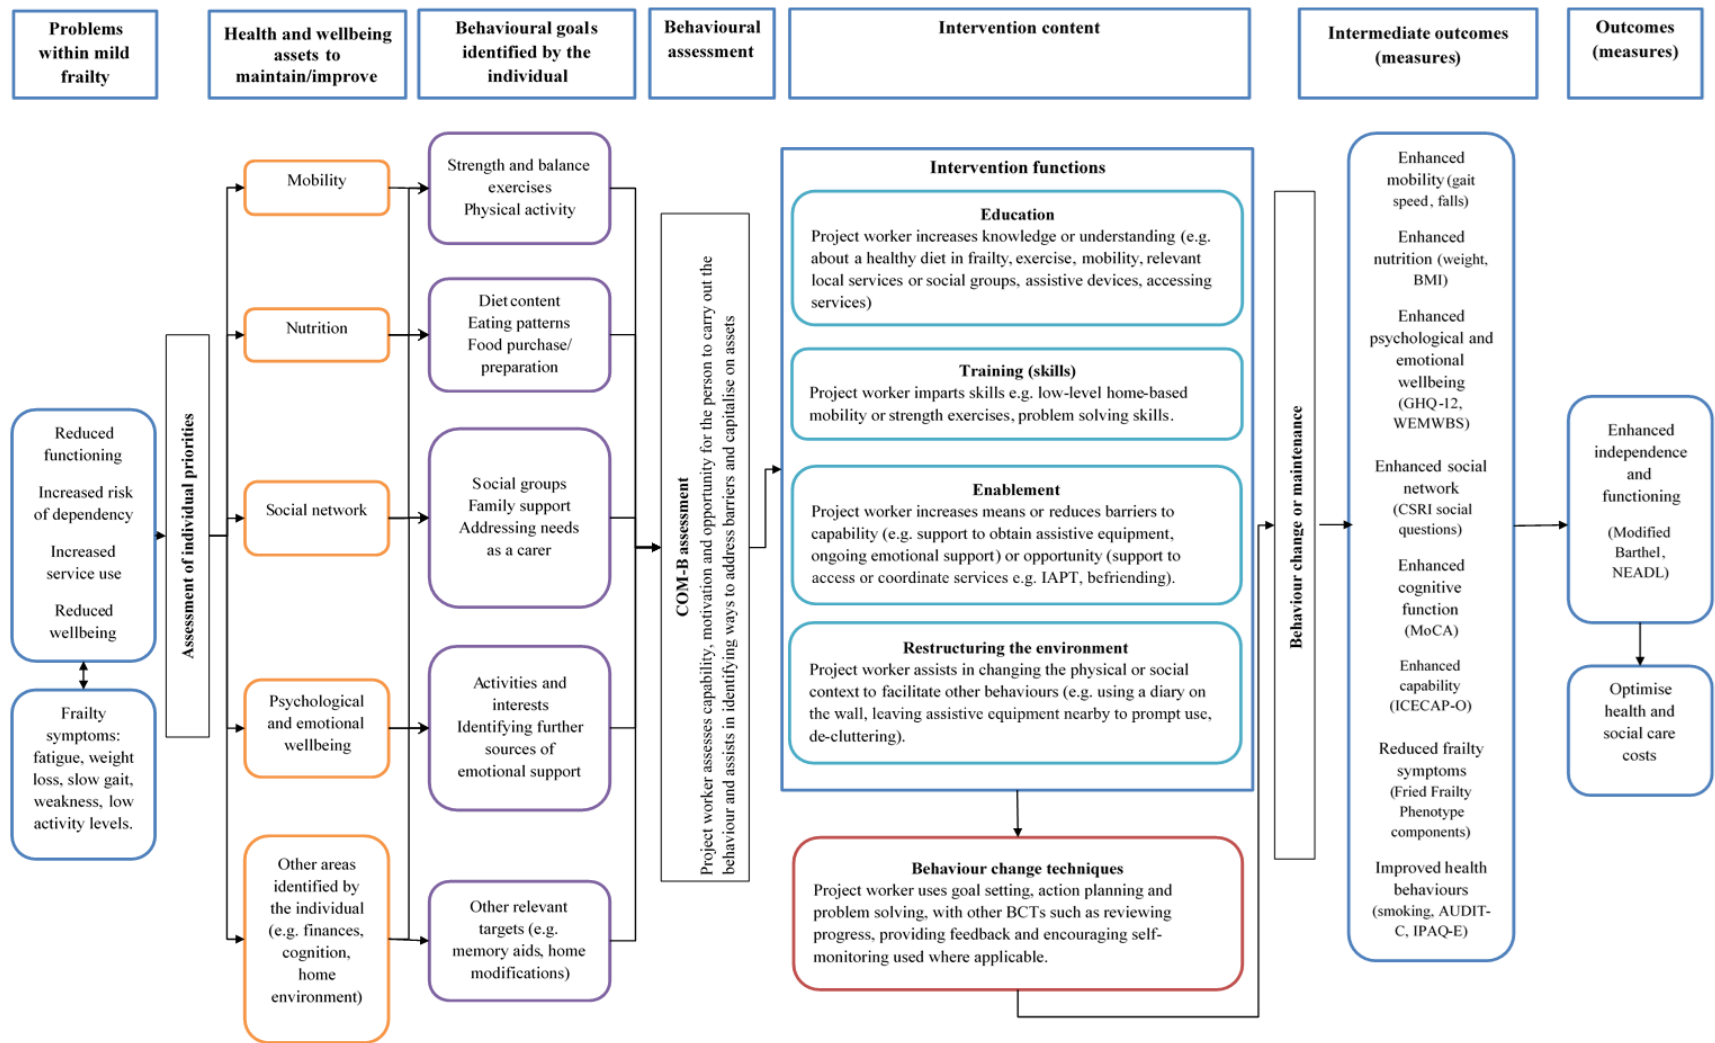 Problems
within mild
frailty
Health and wellbeing
assets to
maintain/improve
Behavioural goals
identified by the
individual
Behavioural
assessment
Intervention content
Intermediate outcomes
(measures)
Outcomes
(measures)
Reduced
functioning
Increased risk
of dependency
Increased
service use
Reduced
wellbeing
Frailty
symptoms:
fatigue, weight
loss, slow gait,
weakness, low
activity levels.
Assessment of individual priorities
Mobility
Nutrition
Social network
Psychological
and emotional
wellbeing
Other areas
identified by
the individual
(e.g. finances,
cognition,
home
environment)
Strength and balance
exercises
Physical activity
Diet content
Eating patterns
Food purchase/
preparation
Social groups
Family support
Addressing needs
as a carer
Activities and
interests
Identifying further
sources of
emotional support
Other relevant
targets (e.g.
memory aids, home
modifications)
COM-B assessment
Project worker assesses capability, motivation and opportunity for the person to carry out the
behaviour and assists in identifying ways to address barriers and capitalise on assets
Intervention functions
Education
Project worker increases knowledge or understanding (e.g.
about a healthy diet in frailty, exercise, mobility, relevant
local services or social groups, assistive devices, accessing
services)
Training (skills)
Project worker imparts skills e.g. low-level home-based
mobility or strength exercises, problem solving skills.
Enablement
Project worker increases means or reduces barriers to
capability (e.g. support to obtain assistive equipment,
ongoing emotional support) or opportunity (support to
access or coordinate services e.g. IAPT, befriending).
Restructuring the environment
Project worker assists in changing the physical or social
context to facilitate other behaviours (e.g. using a diary on
the wall, leaving assistive equipment nearby to prompt use,
de-cluttering).
Behaviour change techniques
Project worker uses goal setting, action planning and
problem solving, with other BCTs such as reviewing
progress, providing feedback and encouraging self-
monitoring used where applicable.
Behaviour change or maintenance
Enhanced
mobility (gait
speed, falls)
Enhanced
nutrition (weight,
BMI)
Enhanced
psychological and
emotional
wellbeing
(GHQ-12,
WEMWBS)
Enhanced social
network
(CSRI social
questions)
Enhanced
cognitive
function
(MoCA)
Enhanced
capability
(ICECAP-O)
Reduced frailty
symptoms
(Fried Frailty
Phenotype
components)
Improved health
behaviours
(smoking, AUDIT-
C, IPAQ-E)
Enhanced
independence
and
functioning
(Modified
Barthel,
NEADL)
Optimise
health and
social care
costs